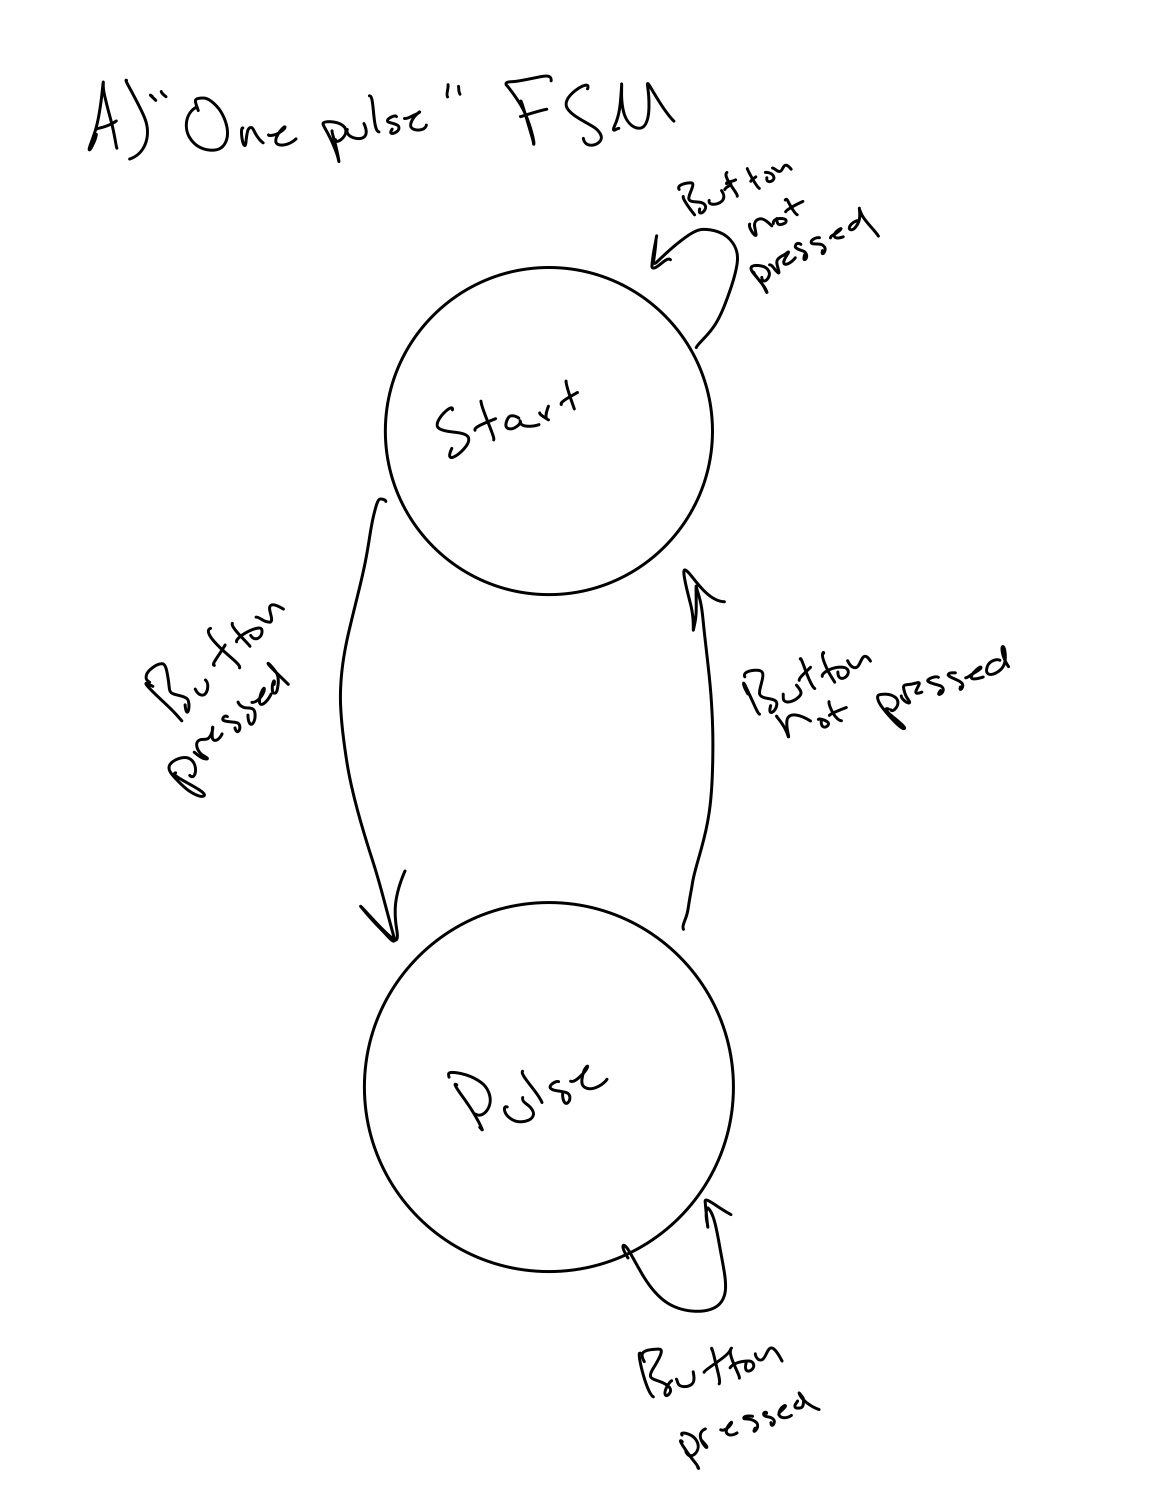 A) "One pulse" FSM
Button
not
pressed
Start
Button
pressed
Button
not pressed
Pulse
Button
pressed